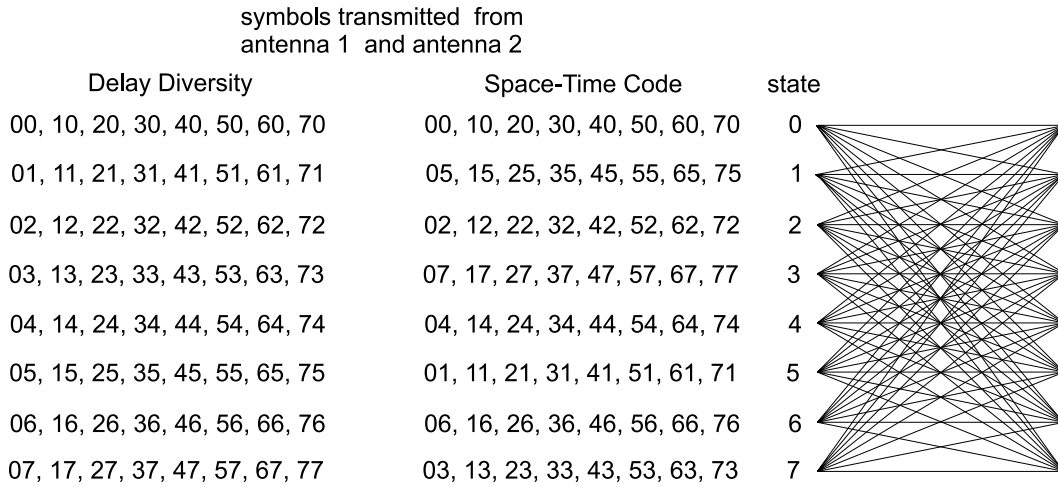 symbols transmitted from
antenna 1 and antenna 2
Delay Diversity Space-Time Code state
00, 10, 20, 30, 40, 50, 60, 70 00, 10, 20, 30, 40, 50, 60, 70 0
01, 11, 21, 31, 41, 51, 61, 71 05, 15, 25, 35, 45, 55, 65, 75 1
02, 12, 22, 32, 42, 52, 62, 72 02, 12, 22, 32, 42, 52, 62, 72 2
03, 13, 23, 33, 43, 53, 63, 73 07, 17, 27, 37, 47, 57, 67, 77 3
04, 14, 24, 34, 44, 54, 64, 74 04, 14, 24, 34, 44, 54, 64, 74 4
05, 15, 25, 35, 45, 55, 65, 75 01, 11, 21, 31, 41, 51, 61, 71 5
06, 16, 26, 36, 46, 56, 66, 76 06, 16, 26, 36, 46, 56, 66, 76 6
07, 17, 27, 37, 47, 57, 67, 77 03, 13, 23, 33, 43, 53, 63, 73 7